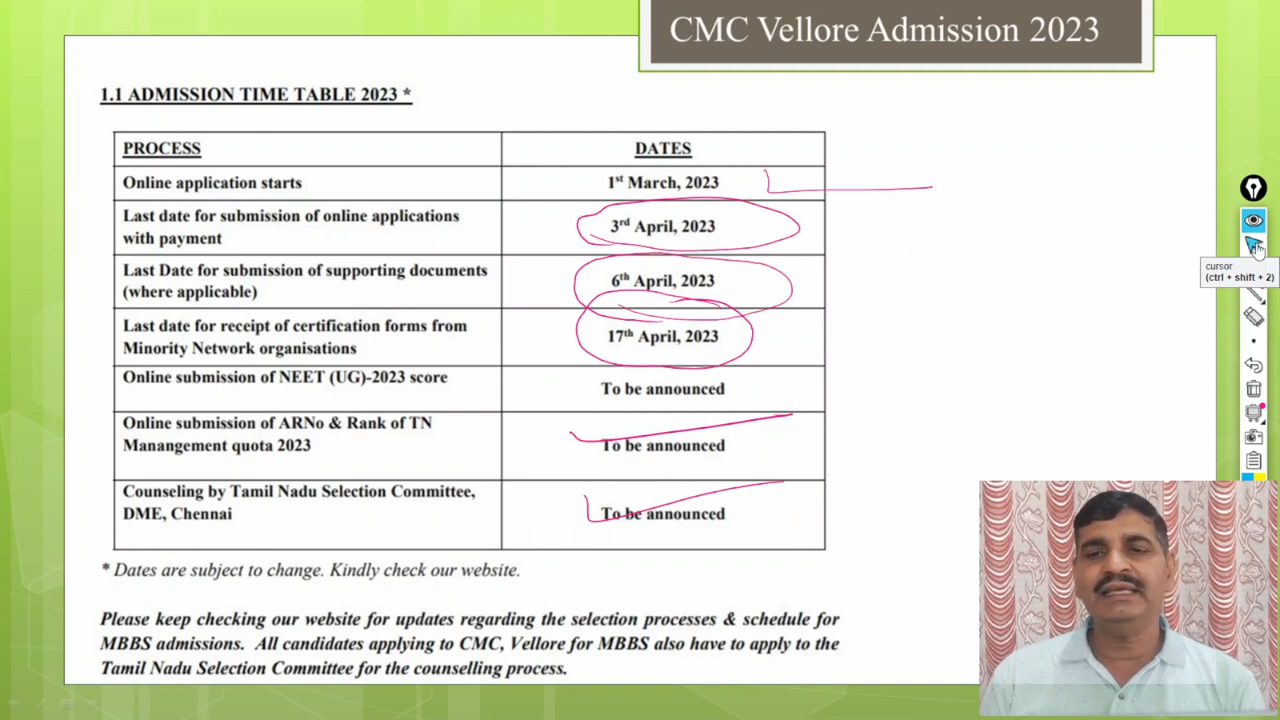 CMC Vellore Admission 2023
1.1 ADMISSION TIME TABLE 2023 *
PROCESS DATES
Online application starts 1st March, 2023
Last date for submission of online applications
with payment 3rd April, 2023
Last Date for submission of supporting documents
(where applicable) 6th April, 2023
Last date for receipt of certification forms from
Minority Network organisations 17th April, 2023
Online submission of NEET (UG)-2023 score To be announced
Online submission of ARNo & Rank of TN
Manangement quota 2023 To be announced
Counseling by Tamil Nadu Selection Committee,
DME, Chennai To be announced
* Dates are subject to change. Kindly check our website.
Please keep checking our website for updates regarding the selection processes & schedule for
MBBS admissions. All candidates applying to CMC, Vellore for MBBS also have to apply to the
Tamil Nadu Selection Committee for the counselling process.
cursor
(ctrl + shift + 2)